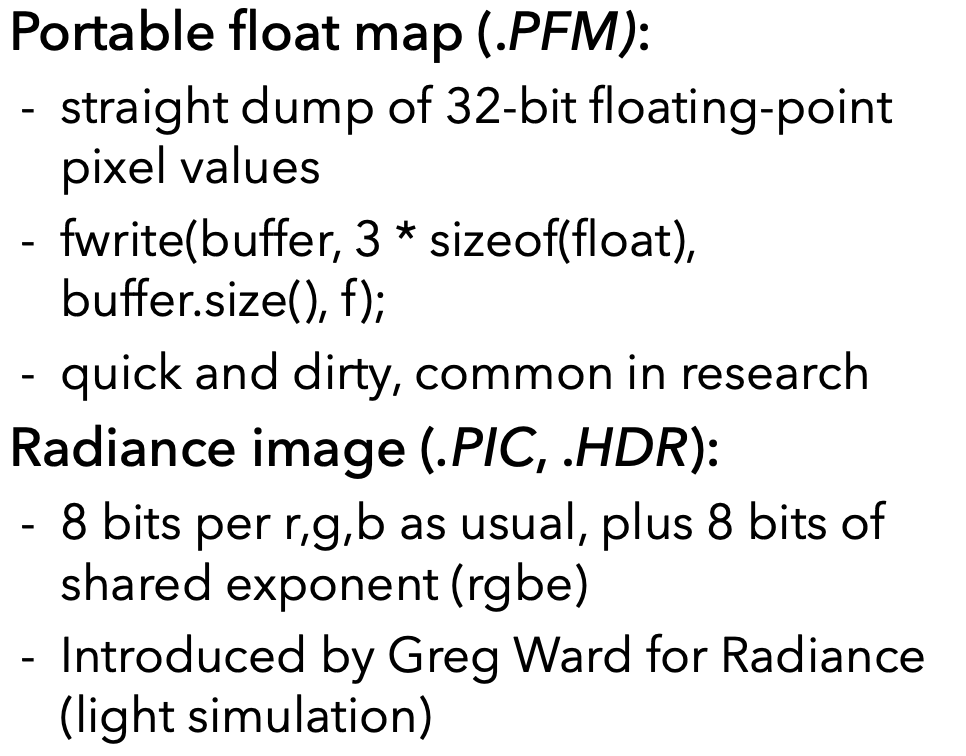 Portable float map (.PFM):
- straight dump of 32-bit floating-point
pixel values
- fwrite(buffer, 3 * sizeof(float),
buffer.size(), f);
- quick and dirty, common in research
Radiance image (.PIC, .HDR):
- 8 bits per r,g,b as usual, plus 8 bits of
shared exponent (rgbe)
- Introduced by Greg Ward for Radiance
(light simulation)